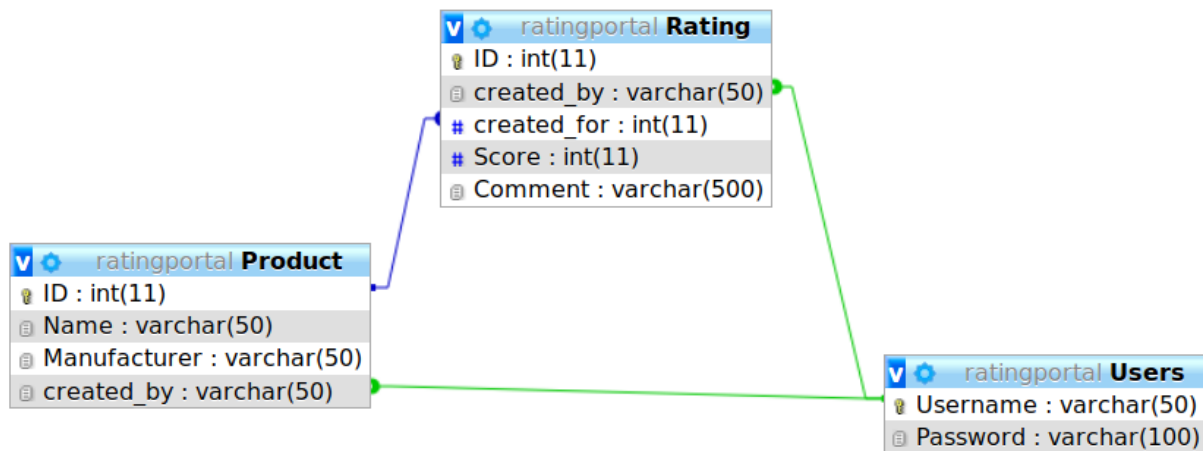 v ratingportal Rating
ID : int(11)
created_by : varchar(50)
# created_for : int(11)
# Score : int(11)
Comment : varchar(500)
v ratingportal Product
ID : int(11)
Name : varchar(50)
Manufacturer : varchar(50)
created_by : varchar(50)
v ratingportal Users
Username : varchar(50)
Password : varchar(100)